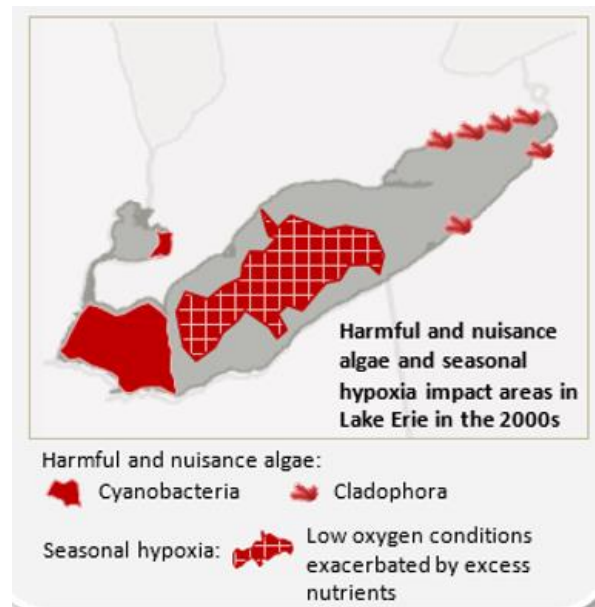 Harmful and nuisance
algae and seasonal
hypoxia impact areas in
Lake Erie in the 2000s
Harmful and nuisance algae:
Cyanobacteria Cladophora
Seasonal hypoxia: Low oxygen conditions
exacerbated by excess
nutrients